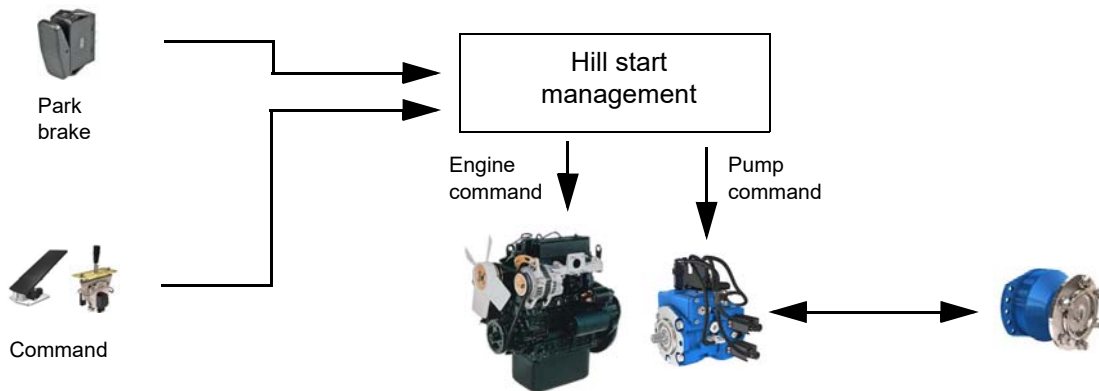 Park
brake
Hill start
management
Engine
command
Pump
command
Command